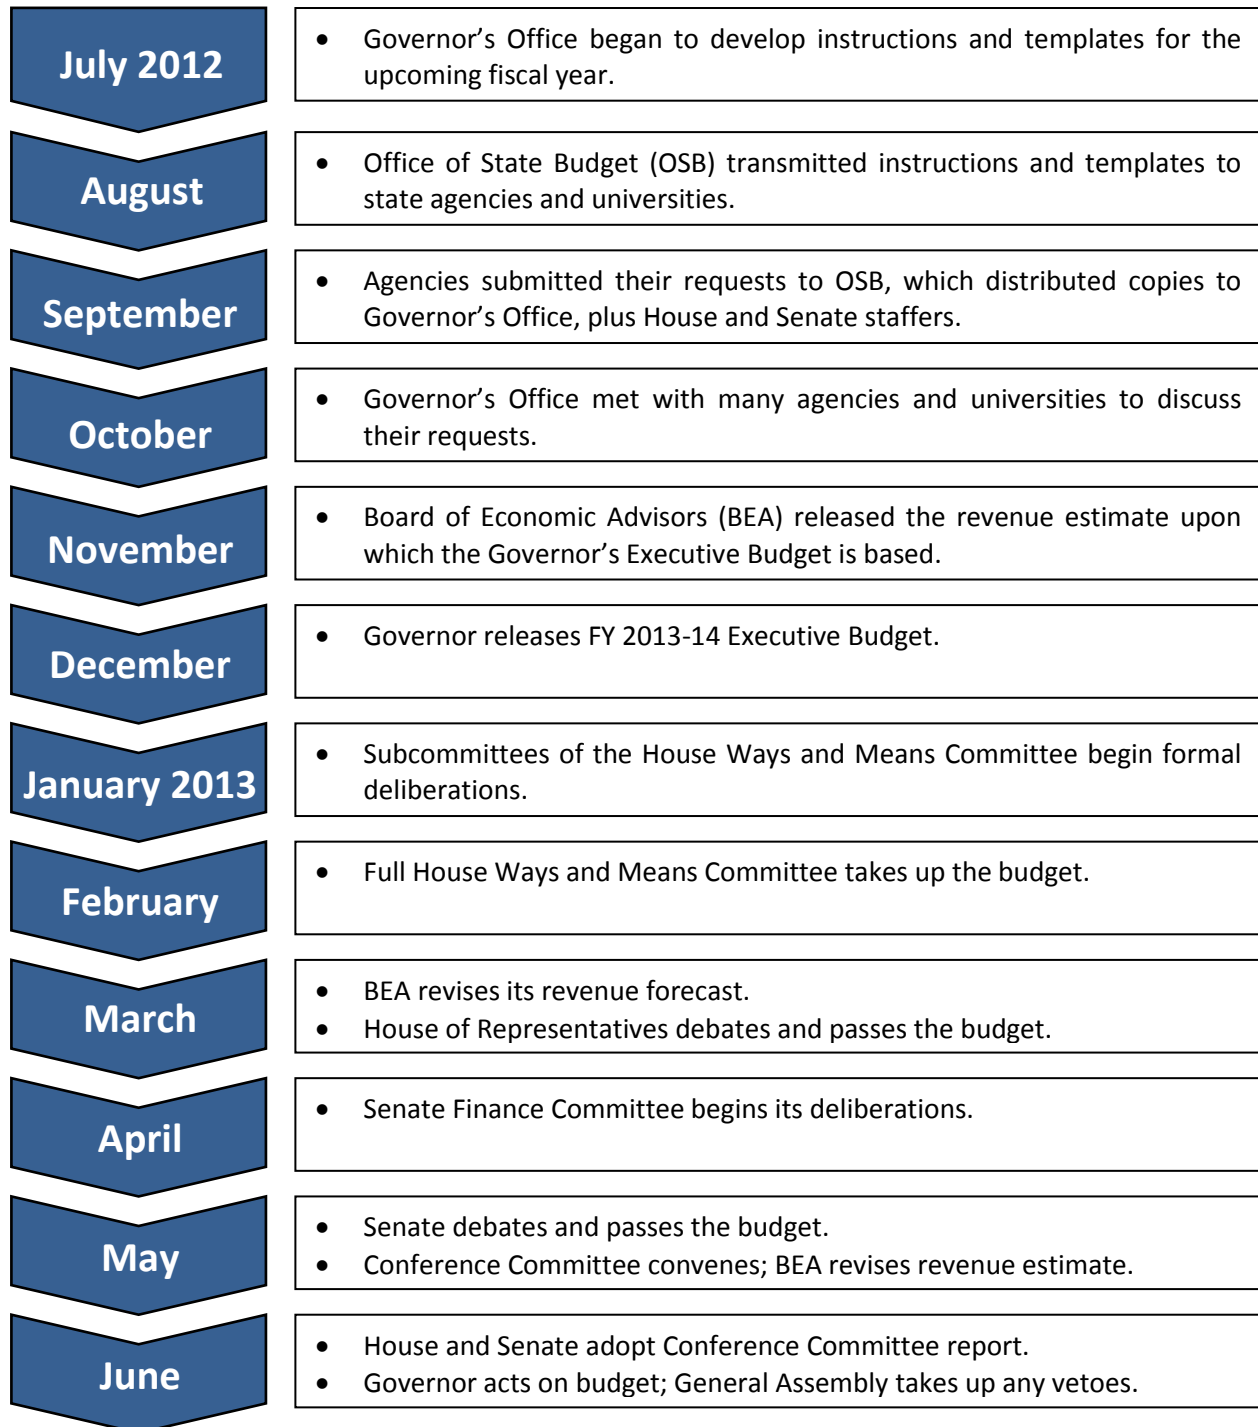 July 2012
• Governor’s Office began to develop instructions and templates for the
upcoming fiscal year.
August
• Office of State Budget (OSB) transmitted instructions and templates to
state agencies and universities.
September
• Agencies submitted their requests to OSB, which distributed copies to
Governor’s Office, plus House and Senate staffers.
October
• Governor’s Office met with many agencies and universities to discuss
their requests.
November
• Board of Economic Advisors (BEA) released the revenue estimate upon
which the Governor’s Executive Budget is based.
December
• Governor releases FY 2013-14 Executive Budget.
January 2013
• Subcommittees of the House Ways and Means Committee begin formal
deliberations.
February
• Full House Ways and Means Committee takes up the budget.
March
• BEA revises its revenue forecast.
• House of Representatives debates and passes the budget.
April
• Senate Finance Committee begins its deliberations.
May
• Senate debates and passes the budget.
• Conference Committee convenes; BEA revises revenue estimate.
June
• House and Senate adopt Conference Committee report.
• Governor acts on budget; General Assembly takes up any vetoes.